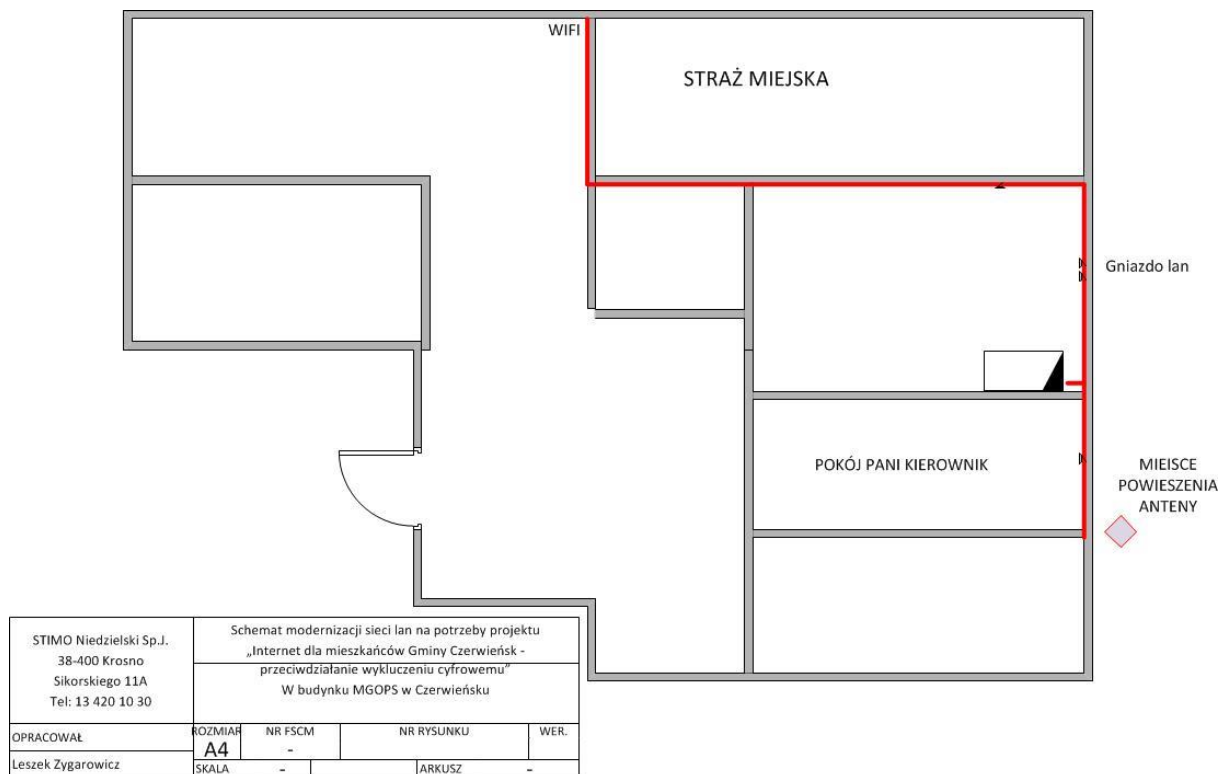 WIFI
STRAŻ MIEJSKA
Gniazdo lan
POKÓJ PANI KIEROWNIK
MIEISCE
POWIESZENIA
ANTENY
STIMO Niedzielski Sp.J.
38-400 Krosno
Sikorskiego 11A
Tel: 13 420 10 30
Schemat modernizacji sieci lan na potrzeby projektu
„Internet dla mieszkańców Gminy Czerwieńsk -
przeciwdziałanie wykluczeniu cyfrowemu”
W budynku MGOPS w Czerwieńsku
OPRACOWAŁ
Leszek Zygarowicz
ROZMIAR
A4
NR FSCM
-
NR RYSUNKU
WER.
SKALA
-
ARKUSZ
-